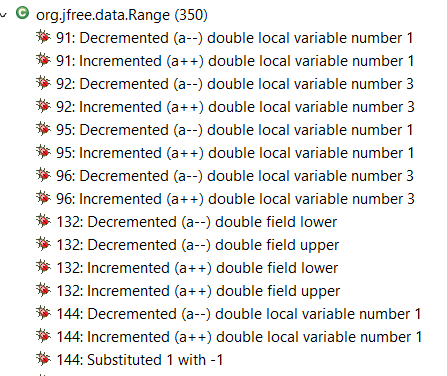 org.jfree.data.Range (350)
91: Decremented (a--) double local variable number 1
91: Incremented (a++) double local variable number 1
92: Decremented (a--) double local variable number 3
92: Incremented (a++) double local variable number 3
95: Decremented (a--) double local variable number 1
95: Incremented (a++) double local variable number 1
96: Decremented (a--) double local variable number 3
96: Incremented (a++) double local variable number 3
132: Decremented (a--) double field lower
132: Decremented (a--) double field upper
132: Incremented (a++) double field lower
132: Incremented (a++) double field upper
144: Decremented (a--) double local variable number 1
144: Incremented (a++) double local variable number 1
144: Substituted 1 with -1